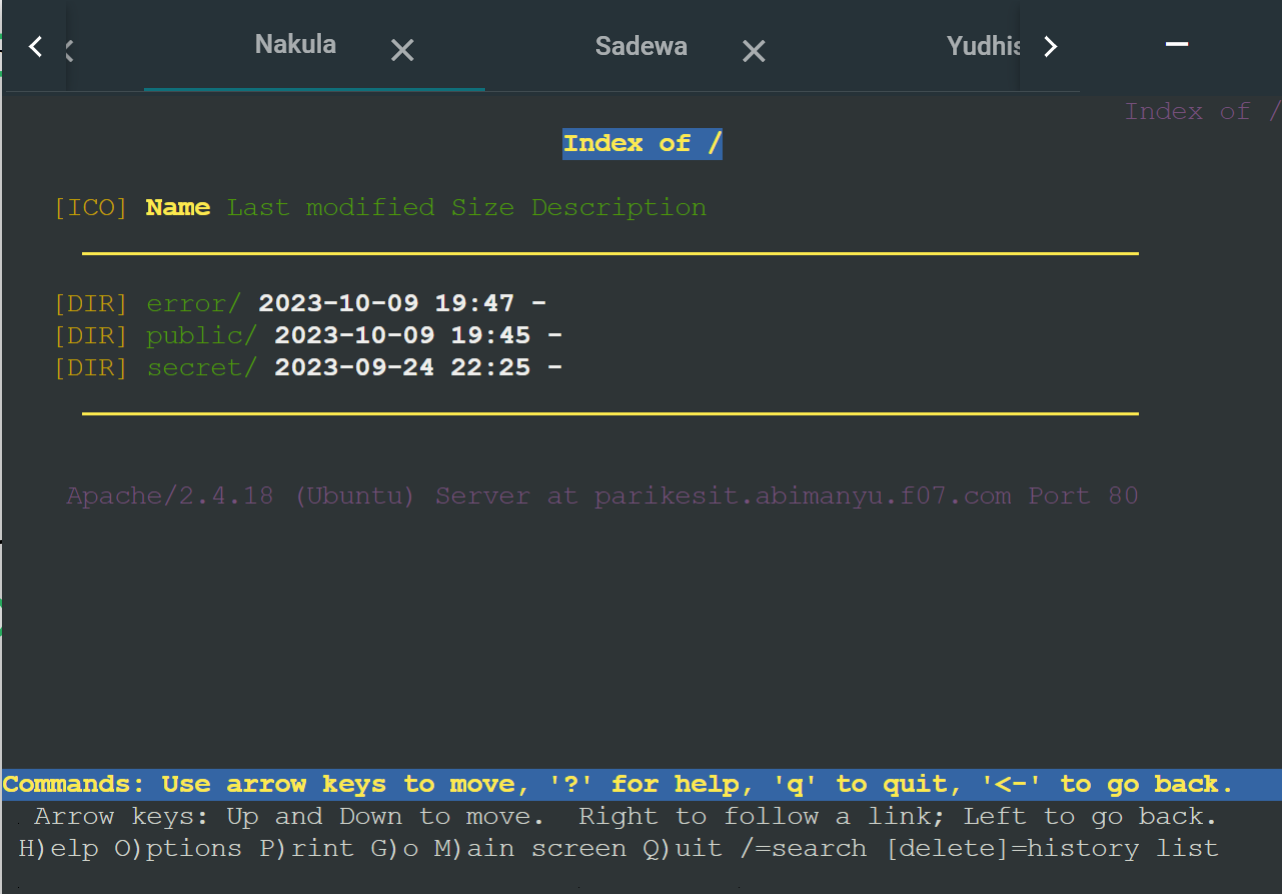 Nakula Sadewa
Index of /
Index of /
[ICO] Name Last modified Size Description
[DIR] error/ 2023-10-09 19:47 -
[DIR] public/ 2023-10-09 19:45 -
[DIR] secret/ 2023-09-24 22:25 -
Apache/2.4.18 (Ubuntu) Server at parikesit.abimanyu.f07.com Port 80
Commands: Use arrow keys to move, '?' for help, 'q' to quit, '<-' to go back.
Arrow keys: Up and Down to move. Right to follow a link; Left to go back.
H)elp O)ptions P)rint G)o M)ain screen Q)uit /=search [delete]=history list